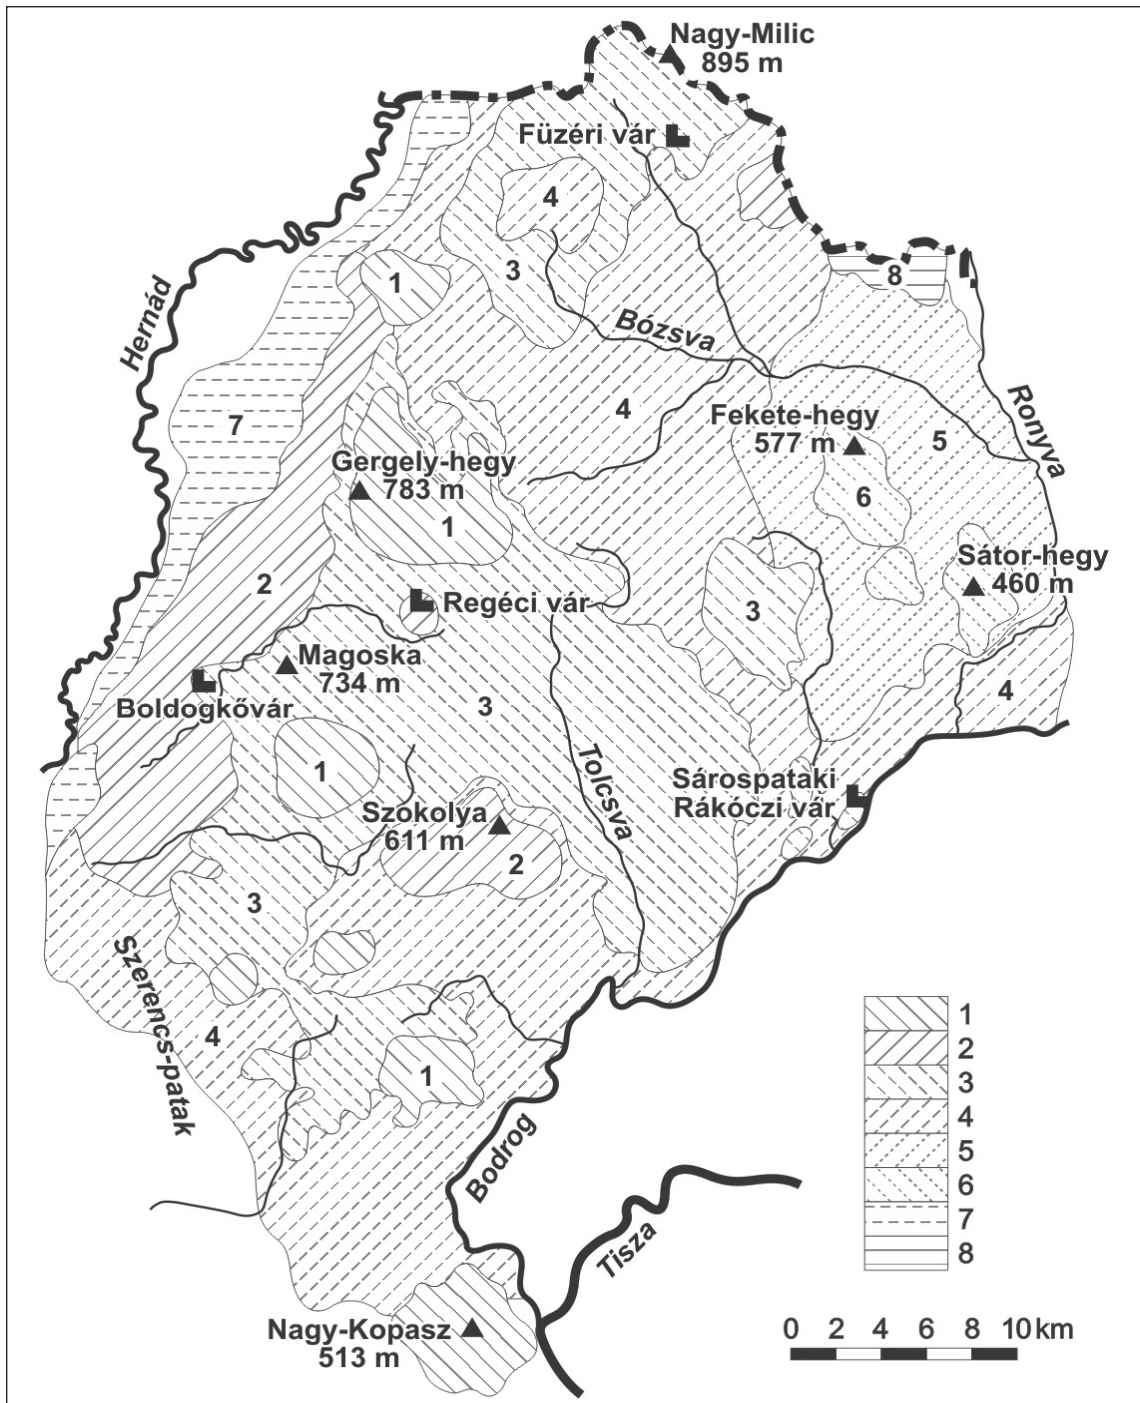 Nagy-Milic
895 m
Füzéri vár
4
3
1
8
Hernád
Bózsva
7
4
Ronyva
Fekete-hegy
577 m
5
Gergely-hegy
783 m
6
1
Sátor-hegy
460 m
2
Regéci vár
3
Magoska
734 m
4
Boldogkővár
3
1
Tolcsva
Sárospataki
Rákóczi vár
Szokolya
611 m
2
3
Szerencs-patak
4
1
Bodrog
Tisza
Nagy-Kopasz
513 m
1
2
3
4
5
6
7
8
0 2 4 6 8 10 km